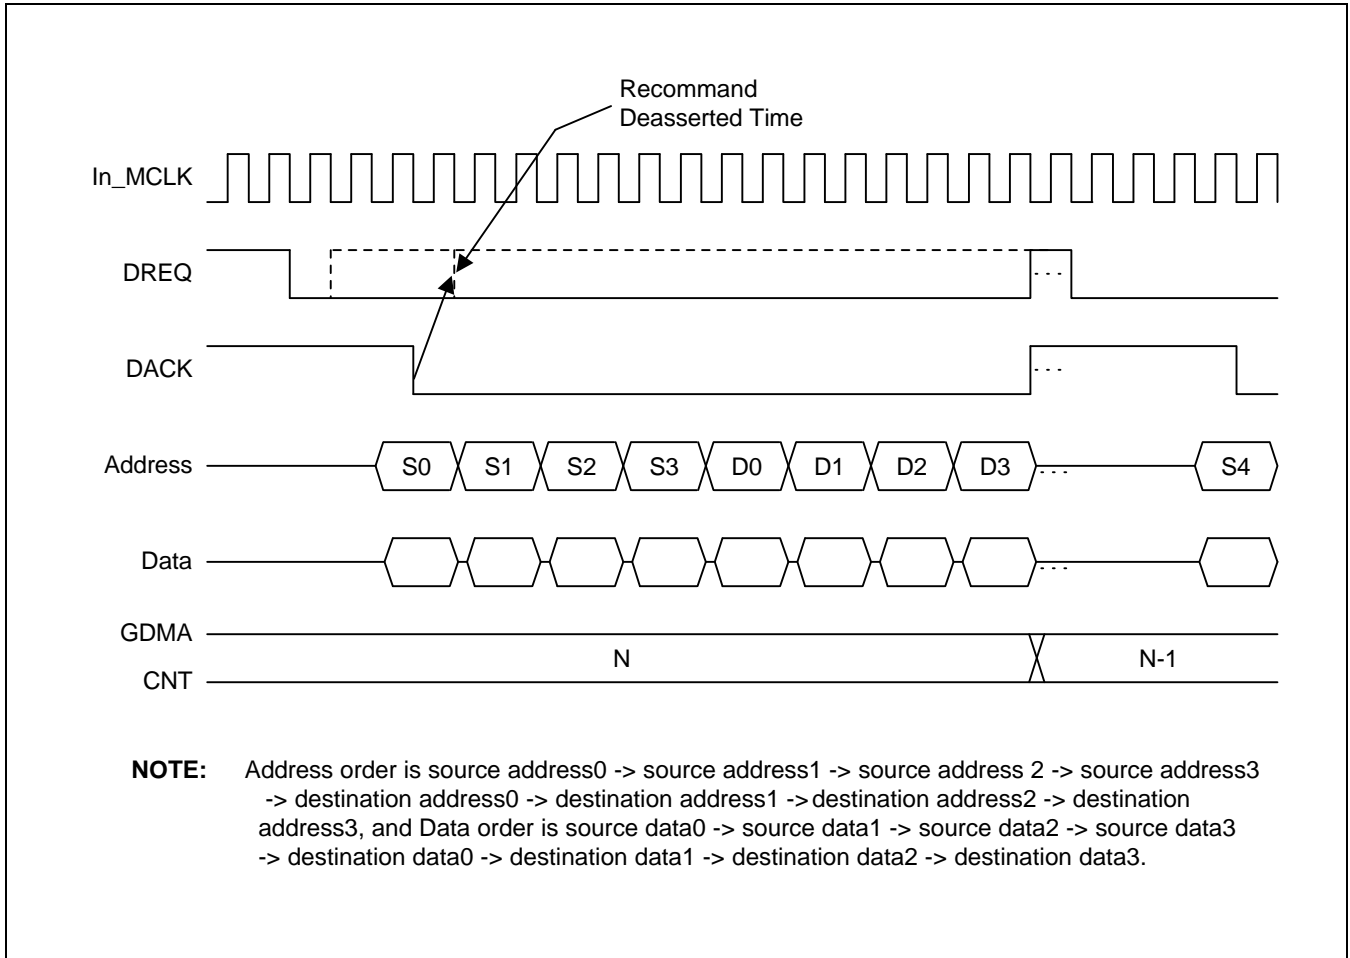 Recommand
Deasserted Time
In_MCLK
DREQ
. . .
DACK
. . .
Address S0 S1 S2 S3 D0 D1 D2 D3 . . . S4
Data . . .
GDMA
N N-1
CNT
NOTE: Address order is source address0 -> source address1 -> source address 2 -> source address3
-> destination address0 -> destination address1 ->destination address2 -> destination
address3, and Data order is source data0 -> source data1 -> source data2 -> source data3
-> destination data0 -> destination data1 -> destination data2 -> destination data3.